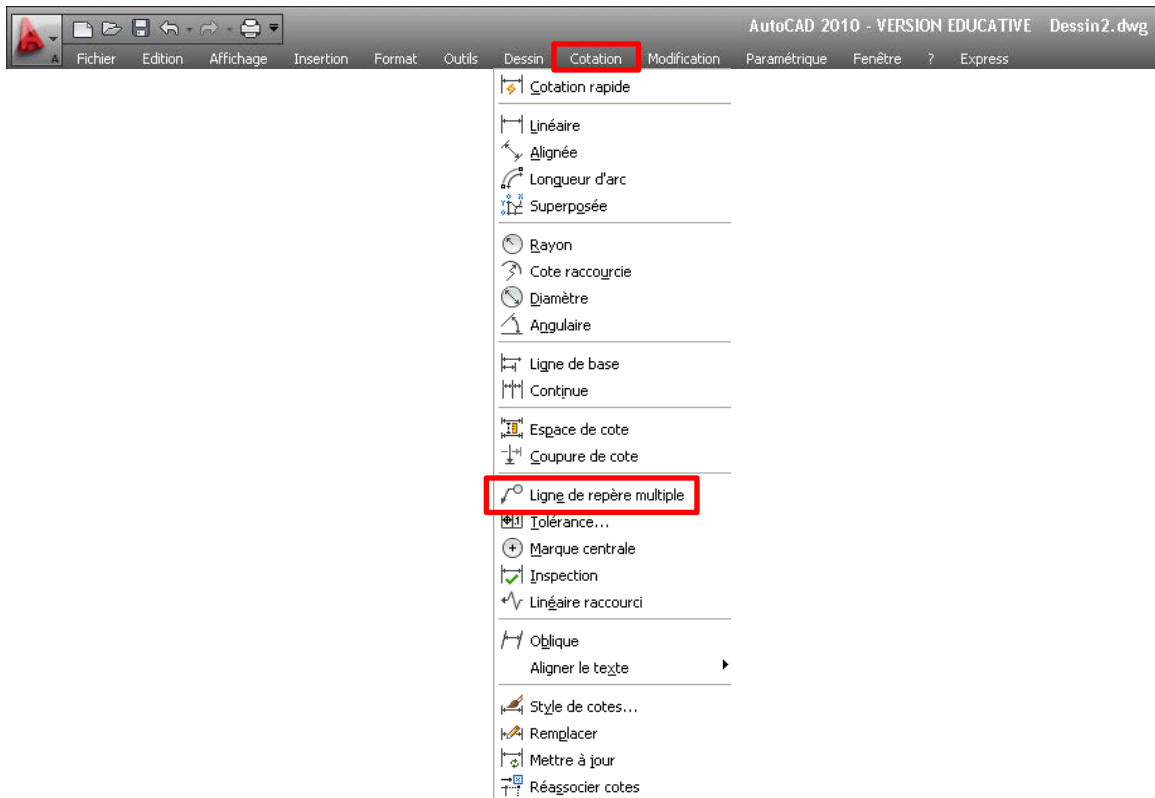 AutoCAD 2010 - VERSION EDUCATIVE Dessin2.dwg
Fichier Edition Affichage Insertion Format Outils Dessin Cotation Modification Paramétrique Fenêtre ? Express
Cotation rapide
Linéaire
Alignée
Longueur d'arc
Superposée
Rayon
Cote raccourcie
Diamètre
Angulaire
Ligne de base
Continue
Espace de cote
Coupure de cote
Ligne de repère multiple
Tolérance...
Marque centrale
Inspection
Linéaire raccourci
Oblique
Aligner le texte
Style de cotes...
Remplacer
Mettre à jour
Réassocier cotes